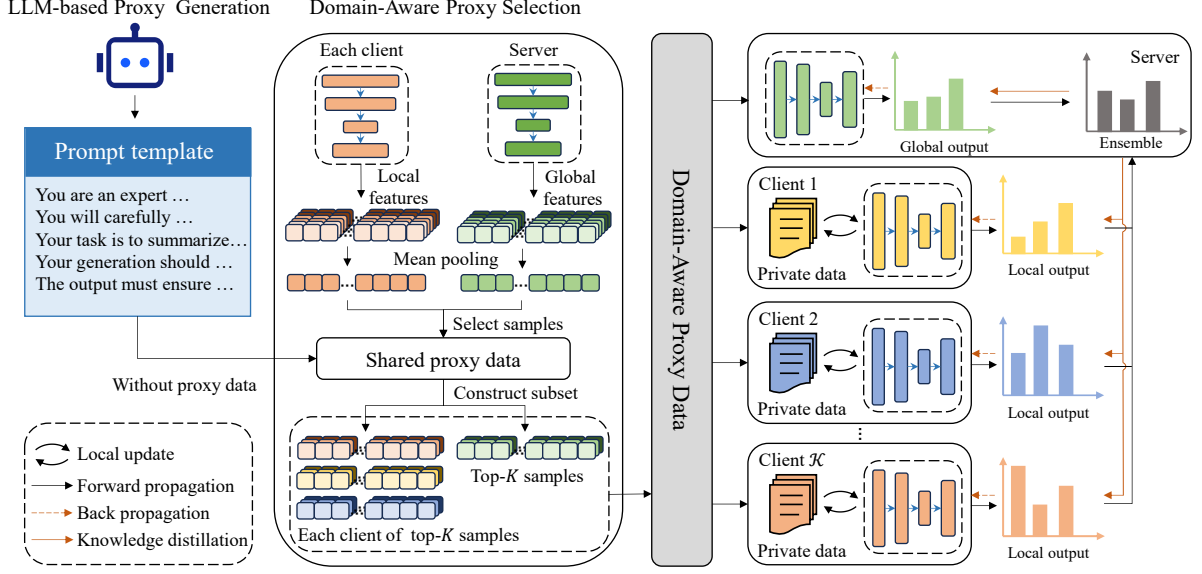 LLM-based Proxy Generation
Domain-Aware Proxy Selection
Prompt template
You are an expert …
You will carefully …
Your task is to summarize…
Your generation should …
The output must ensure …
Without proxy data
Local update
Forward propagation
Back propagation
Knowledge distillation
Each client
Server
Local
features
Global
features
Mean pooling
Select samples
Shared proxy data
Construct subset
Top-K samples
Each client of top-K samples
Domain-Aware Proxy Data
Server
Global output
Ensemble
Client 1
Private data
Local output
Client 2
Private data
Local output
...
Client 𝒦
Private data
Local output